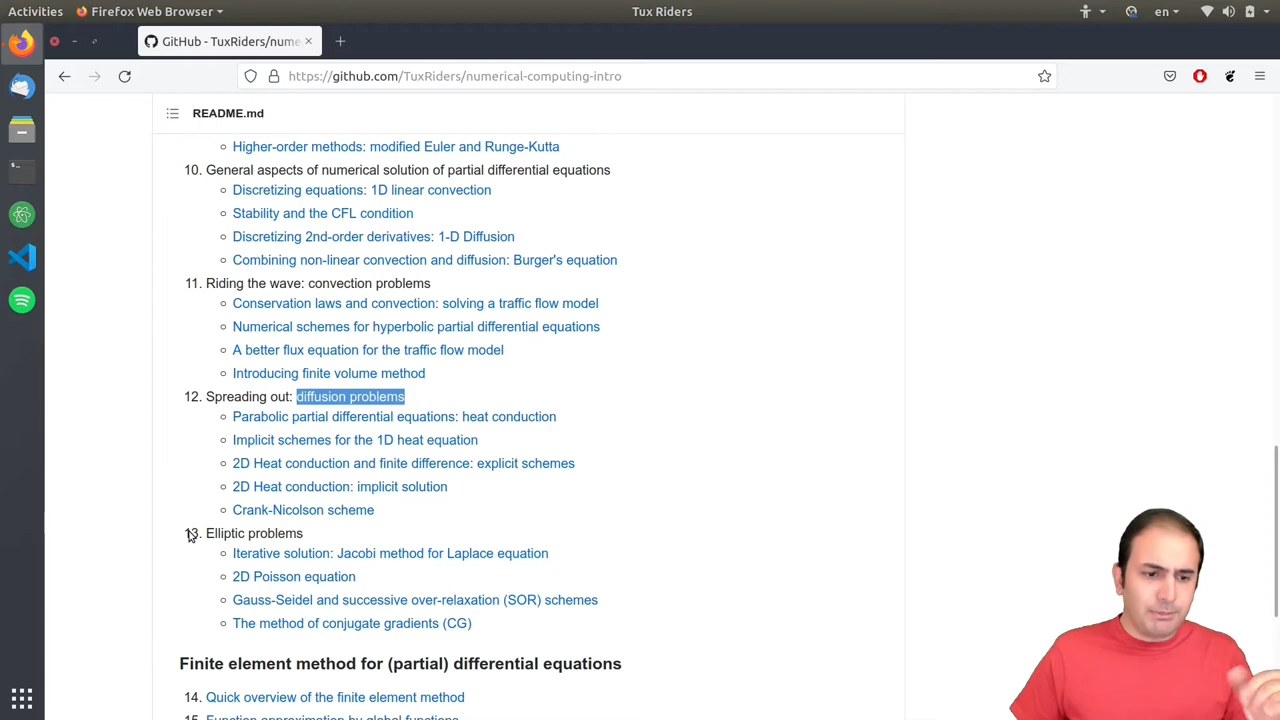 Activities
Firefox Web Browser
Tux Riders
en
GitHub - TuxRiders/nume
https://github.com/TuxRiders/numerical-computing-intro
README.md
Higher-order methods: modified Euler and Runge-Kutta
10. General aspects of numerical solution of partial differential equations
Discretizing equations: 1D linear convection
Stability and the CFL condition
Discretizing 2nd-order derivatives: 1-D Diffusion
Combining non-linear convection and diffusion: Burger's equation
11. Riding the wave: convection problems
Conservation laws and convection: solving a traffic flow model
Numerical schemes for hyperbolic partial differential equations
A better flux equation for the traffic flow model
Introducing finite volume method
12. Spreading out: diffusion problems
Parabolic partial differential equations: heat conduction
Implicit schemes for the 1D heat equation
2D Heat conduction and finite difference: explicit schemes
2D Heat conduction: implicit solution
Crank-Nicolson scheme
13. Elliptic problems
Iterative solution: Jacobi method for Laplace equation
2D Poisson equation
Gauss-Seidel and successive over-relaxation (SOR) schemes
The method of conjugate gradients (CG)
Finite element method for (partial) differential equations
14. Quick overview of the finite element method
15. Function approximation by global functions